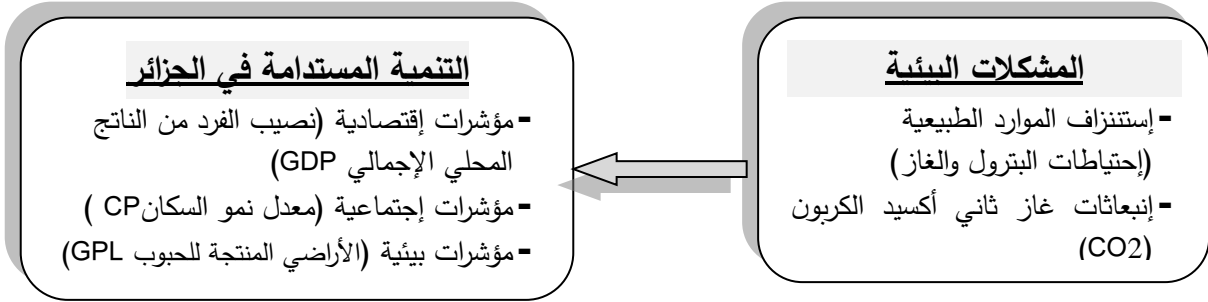 المشكلات البيئية
-إستنزاف الموارد الطبيعية
(إحتياطات البترول والغاز)
-إنبعاثات غاز ثاني أكسيد الكربون
(CO2)
التنمية المستدامة في الجزائر
-مؤشرات إقتصادية (نصيب الفرد من الناتج
المحلي الإجمالي GDP)
-مؤشرات إجتماعية (معدل نمو السكانCP )
-مؤشرات بيئية (الأراضي المنتجة للحبوب GPL)